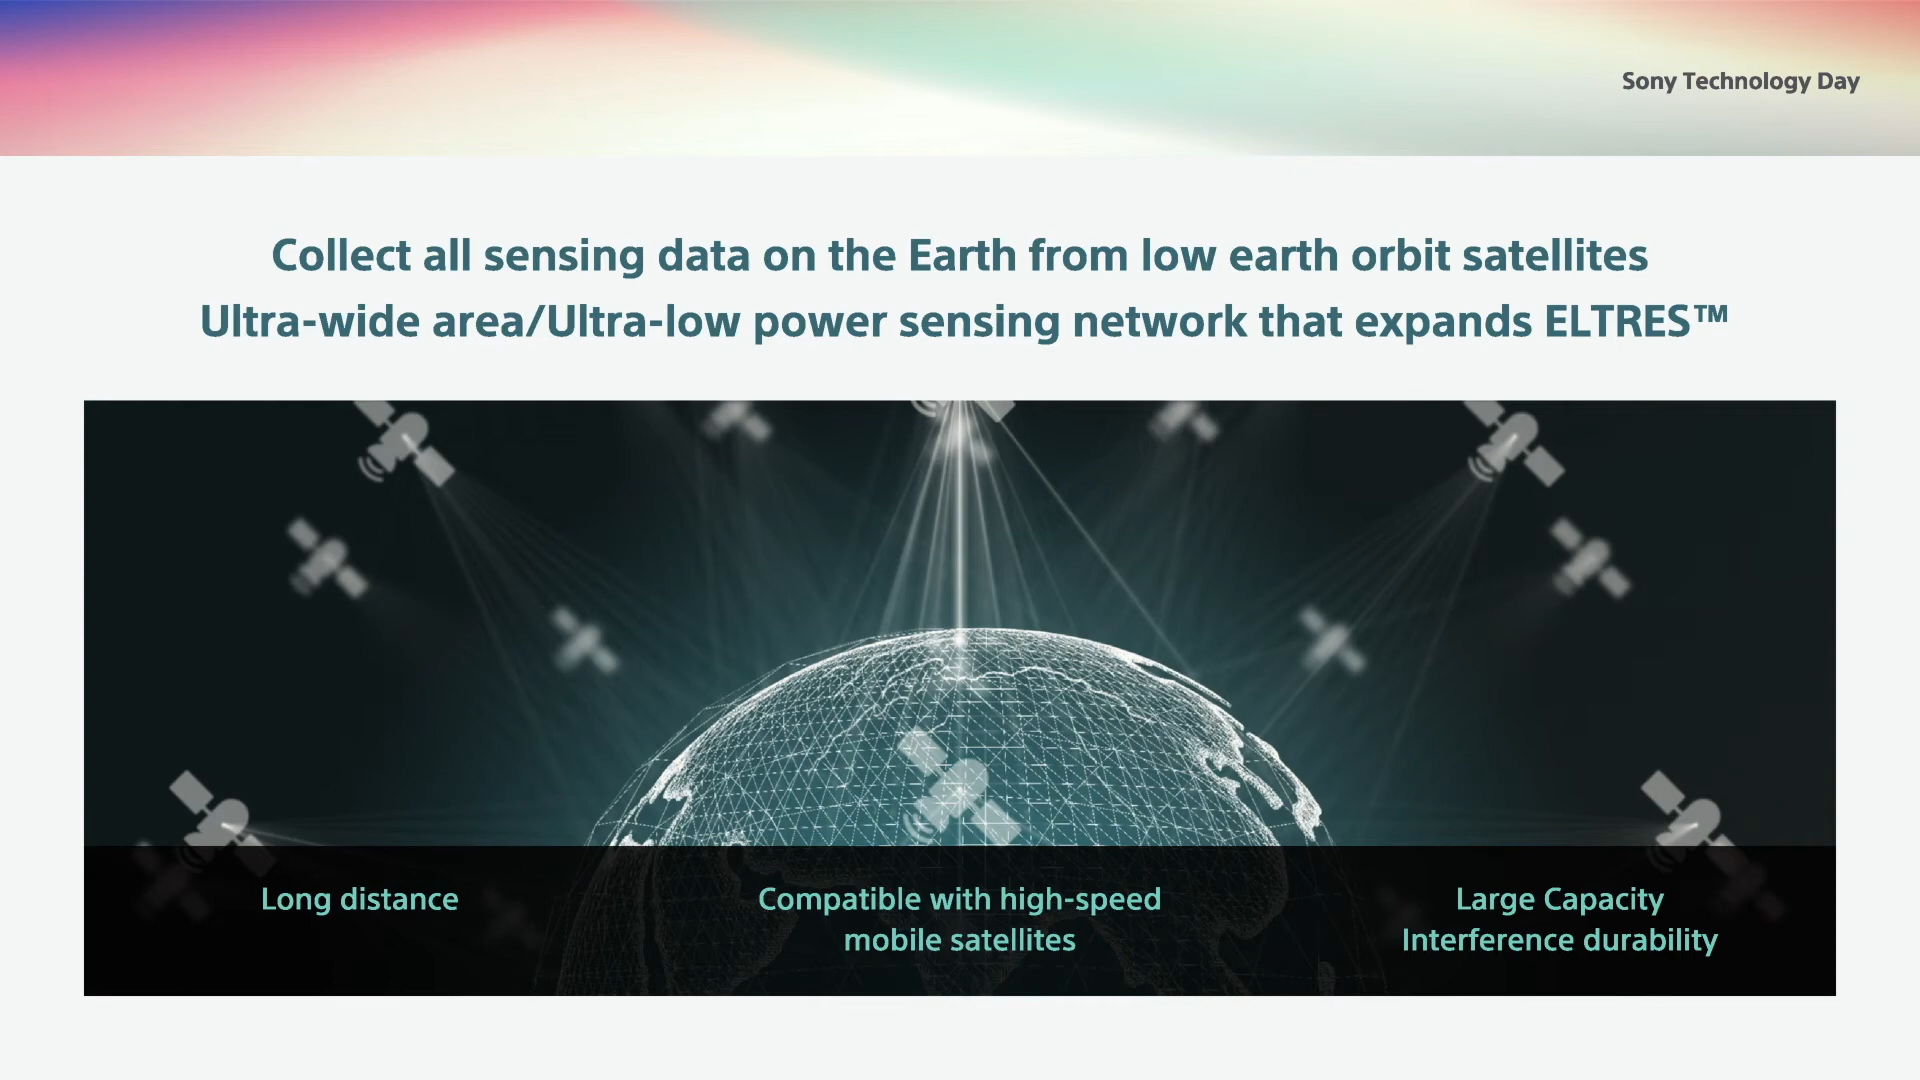 Sony Technology Day
Collect all sensing data on the Earth from low earth orbit satellites
Ultra-wide area/Ultra-low power sensing network that expands ELTRES™
Long distance
Compatible with high-speed
mobile satellites
Large Capacity
Interference durability